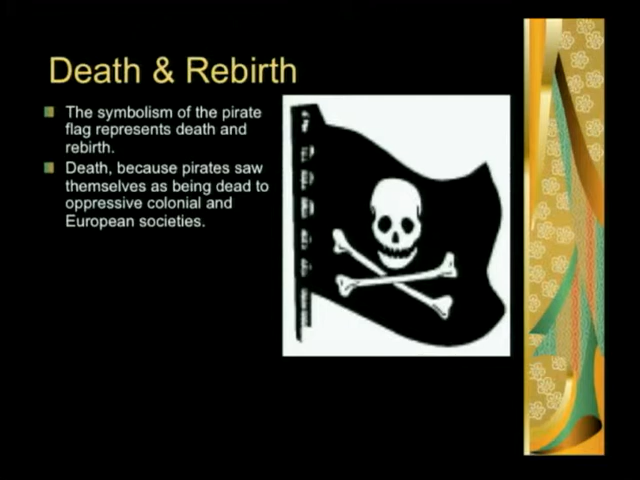 Death & Rebirth
The symbolism of the pirate
flag represents death and
rebirth.
Death, because pirates saw
themselves as being dead to
oppressive colonial and
European societies.